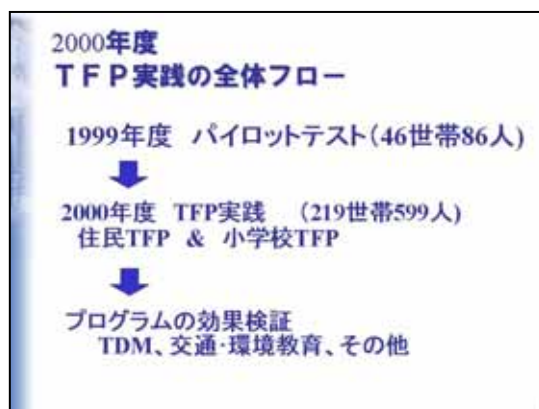 2000年度
TFP実践の全体フロー
1999年度 パイロットテスト(46世帯86人)
2000年度 TFP実践 (219世帯599人)
住民TFP & 小学校TFP
プログラムの効果検証
TDM、交通・環境教育、その他